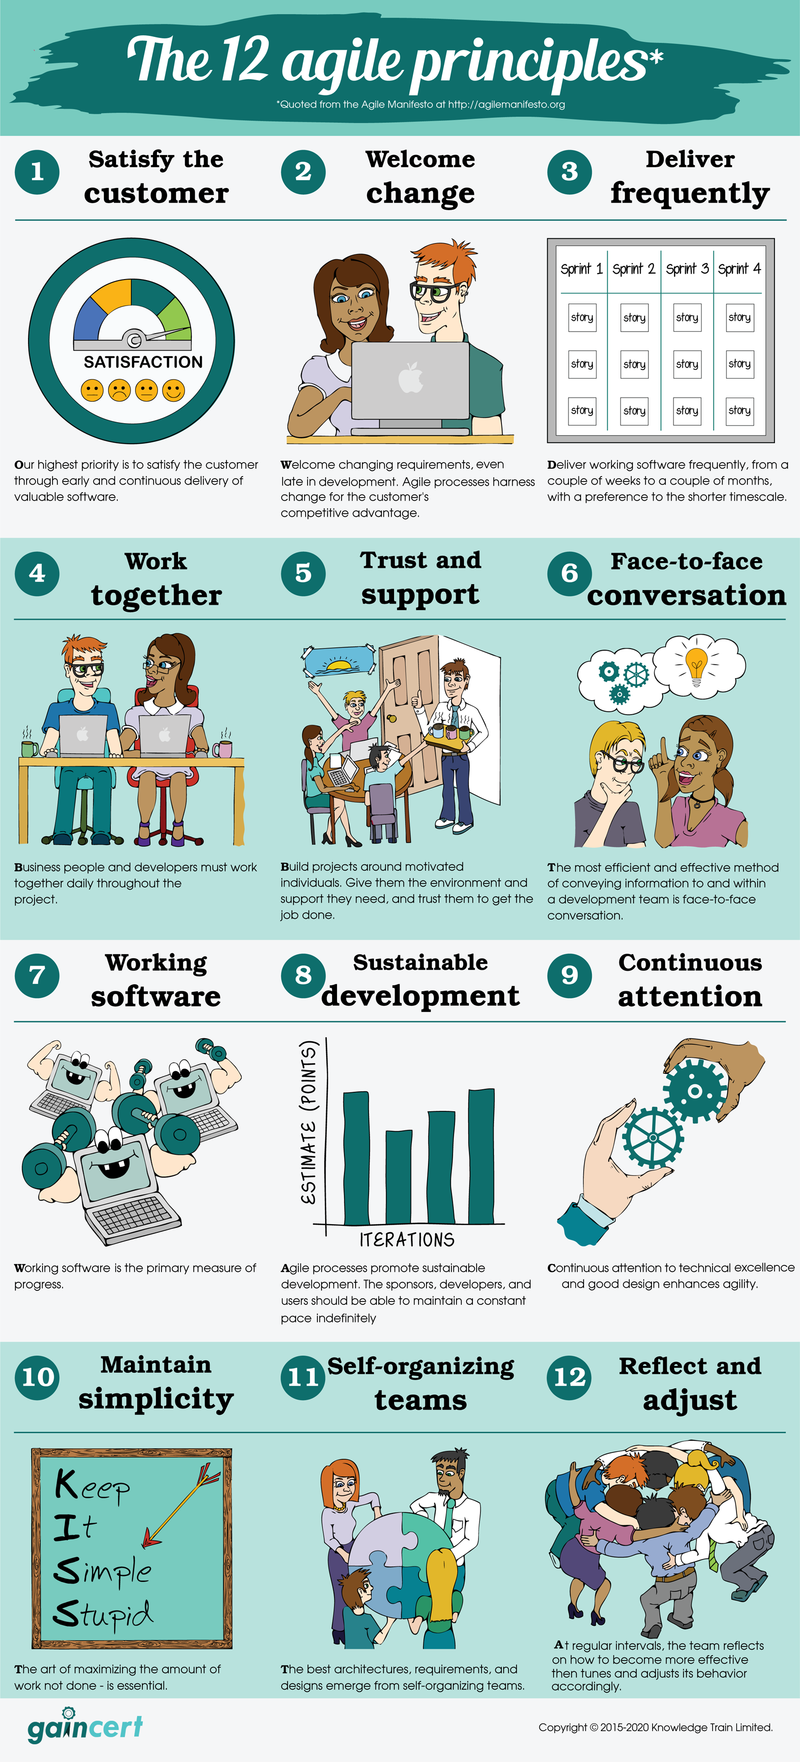 The 12 agile principles*
*Quoted from the Agile Manifesto at http://agilemanifesto.org
1
Satisfy the
customer
SATISFACTION
Our highest priority is to satisfy the customer
through early and continuous delivery of
valuable software.
2
Welcome
change
Welcome changing requirements, even
late in development. Agile processes harness
change for the customer's
competitive advantage.
3
Deliver
frequently
Sprint 1 Sprint 2 Sprint 3 Sprint 4
story story story story
story story story story
story story story story
Deliver working software frequently, from a
couple of weeks to a couple of months,
with a preference to the shorter timescale.
4
Work
together
Business people and developers must work
together daily throughout the
project.
5
Trust and
support
Build projects around motivated
individuals. Give them the environment and
support they need, and trust them to get the
job done.
6
Face-to-face
conversation
The most efficient and effective method
of conveying information to and within
a development team is face-to-face
conversation.
7
Working
software
Working software is the primary measure of
progress.
8
Sustainable
development
ESTIMATE (POINTS)
ITERATIONS
Agile processes promote sustainable
development. The sponsors, developers, and
users should be able to maintain a constant
pace indefinitely
9
Continuous
attention
Continuous attention to technical excellence
and good design enhances agility.
10
Maintain
simplicity
Keep
It
Simple
Stupid
The art of maximizing the amount of
work not done - is essential.
11
Self-organizing
teams
The best architectures, requirements, and
designs emerge from self-organizing teams.
12
Reflect and
adjust
At regular intervals, the team reflects
on how to become more effective
then tunes and adjusts its behavior
accordingly.
gaincert
Copyright © 2015-2020 Knowledge Train Limited.